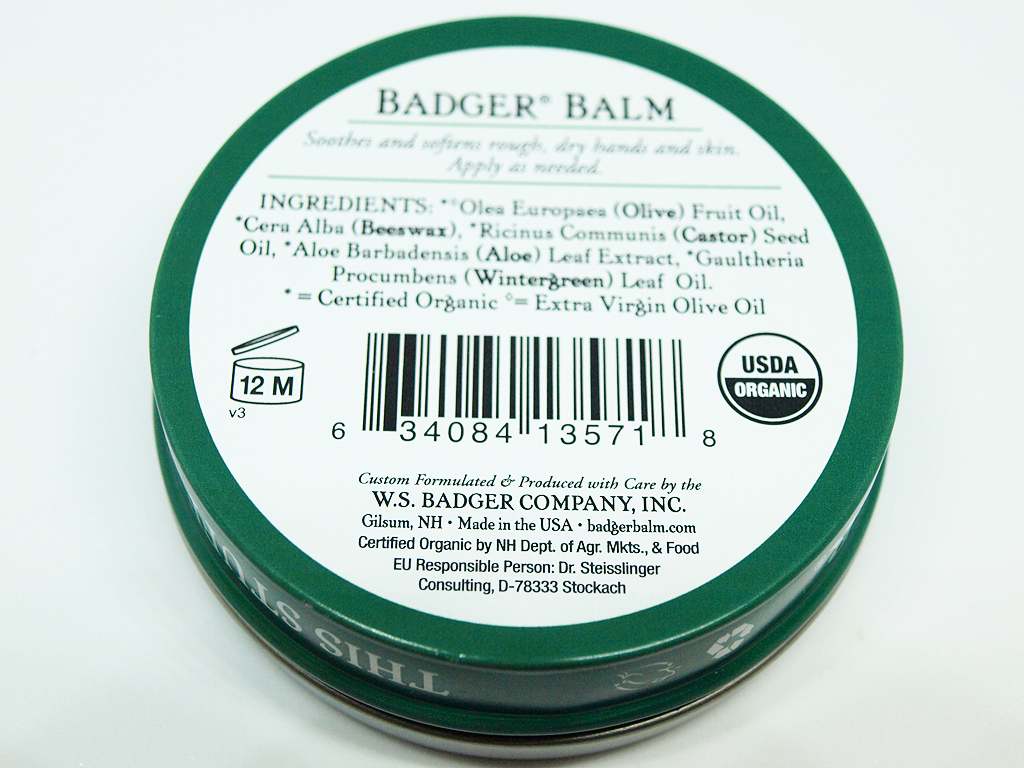 BADGER® BALM
Soothes and softens rough, dry hands and skin.
Apply as needed.
INGREDIENTS: *◊Olea Europaea (Olive) Fruit Oil,
*Cera Alba (Beeswax), *Ricinus Communis (Castor) Seed
Oil, *Aloe Barbadensis (Aloe) Leaf Extract, *Gaultheria
Procumbens (Wintergreen) Leaf Oil.
* = Certified Organic ◊= Extra Virgin Olive Oil
12 M
v3
USDA
ORGANIC
6 34084 13571 8
Custom Formulated & Produced with Care by the
W.S. BADGER COMPANY, INC.
Gilsum, NH • Made in the USA • badgerbalm.com
Certified Organic by NH Dept. of Agr. Mkts., & Food
EU Responsible Person: Dr. Steisslinger
Consulting, D-78333 Stockach
THIS